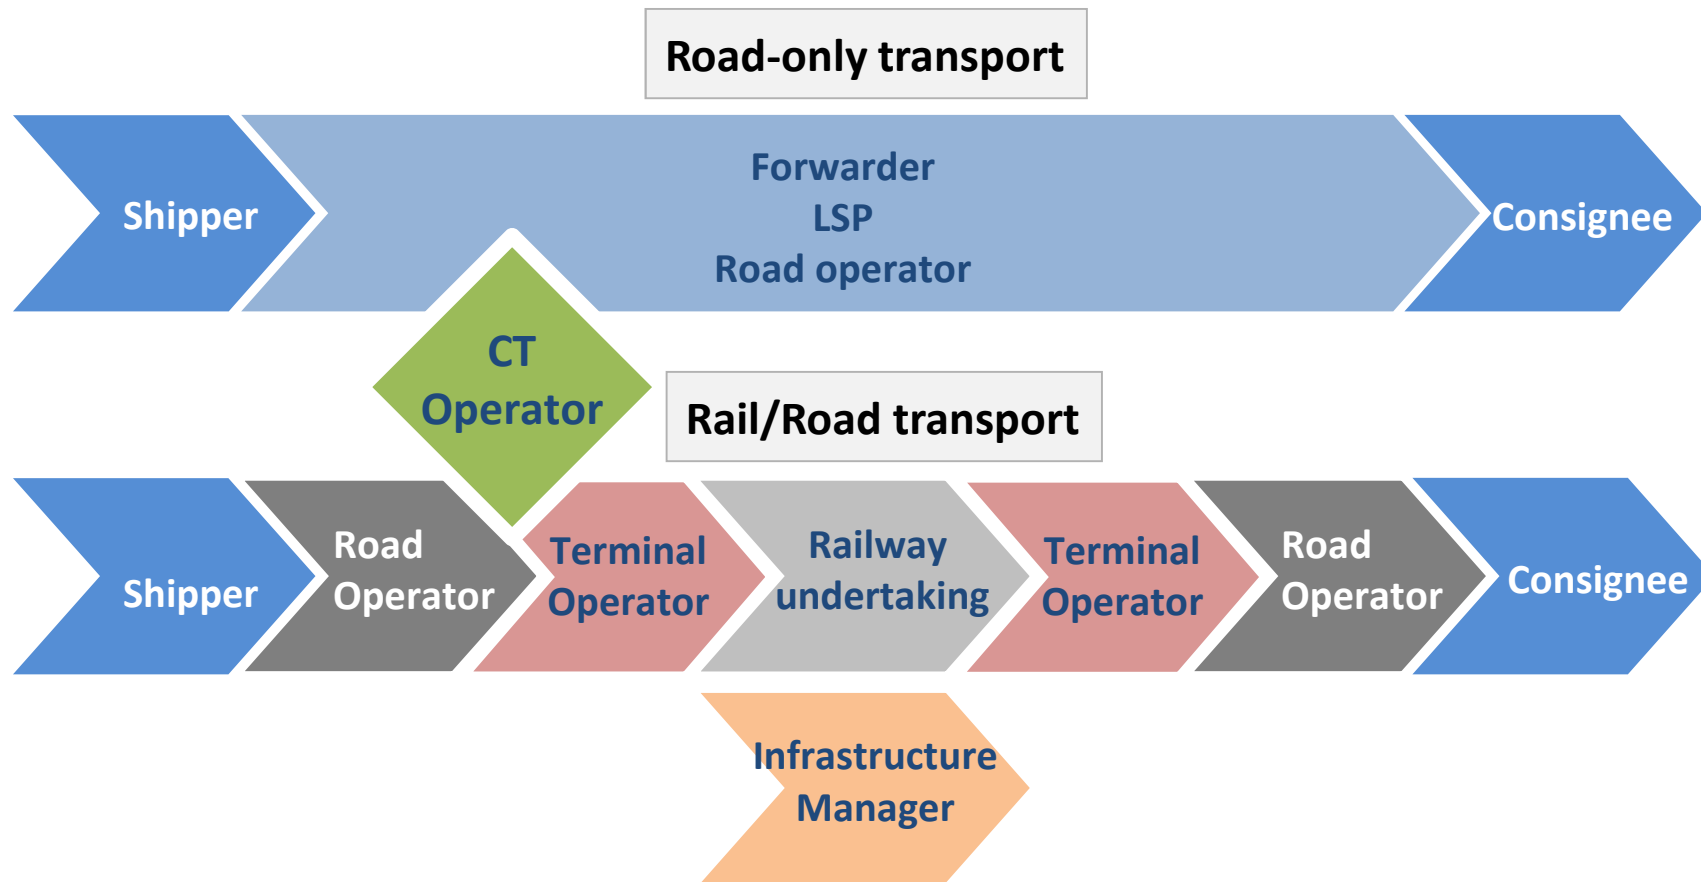 Road-only transport
Shipper
Forwarder
LSP
Road operator
Consignee
CT
Operator
Rail/Road transport
Shipper
Road
Operator
Terminal
Operator
Railway
undertaking
Terminal
Operator
Road
Operator
Consignee
Infrastructure
Manager